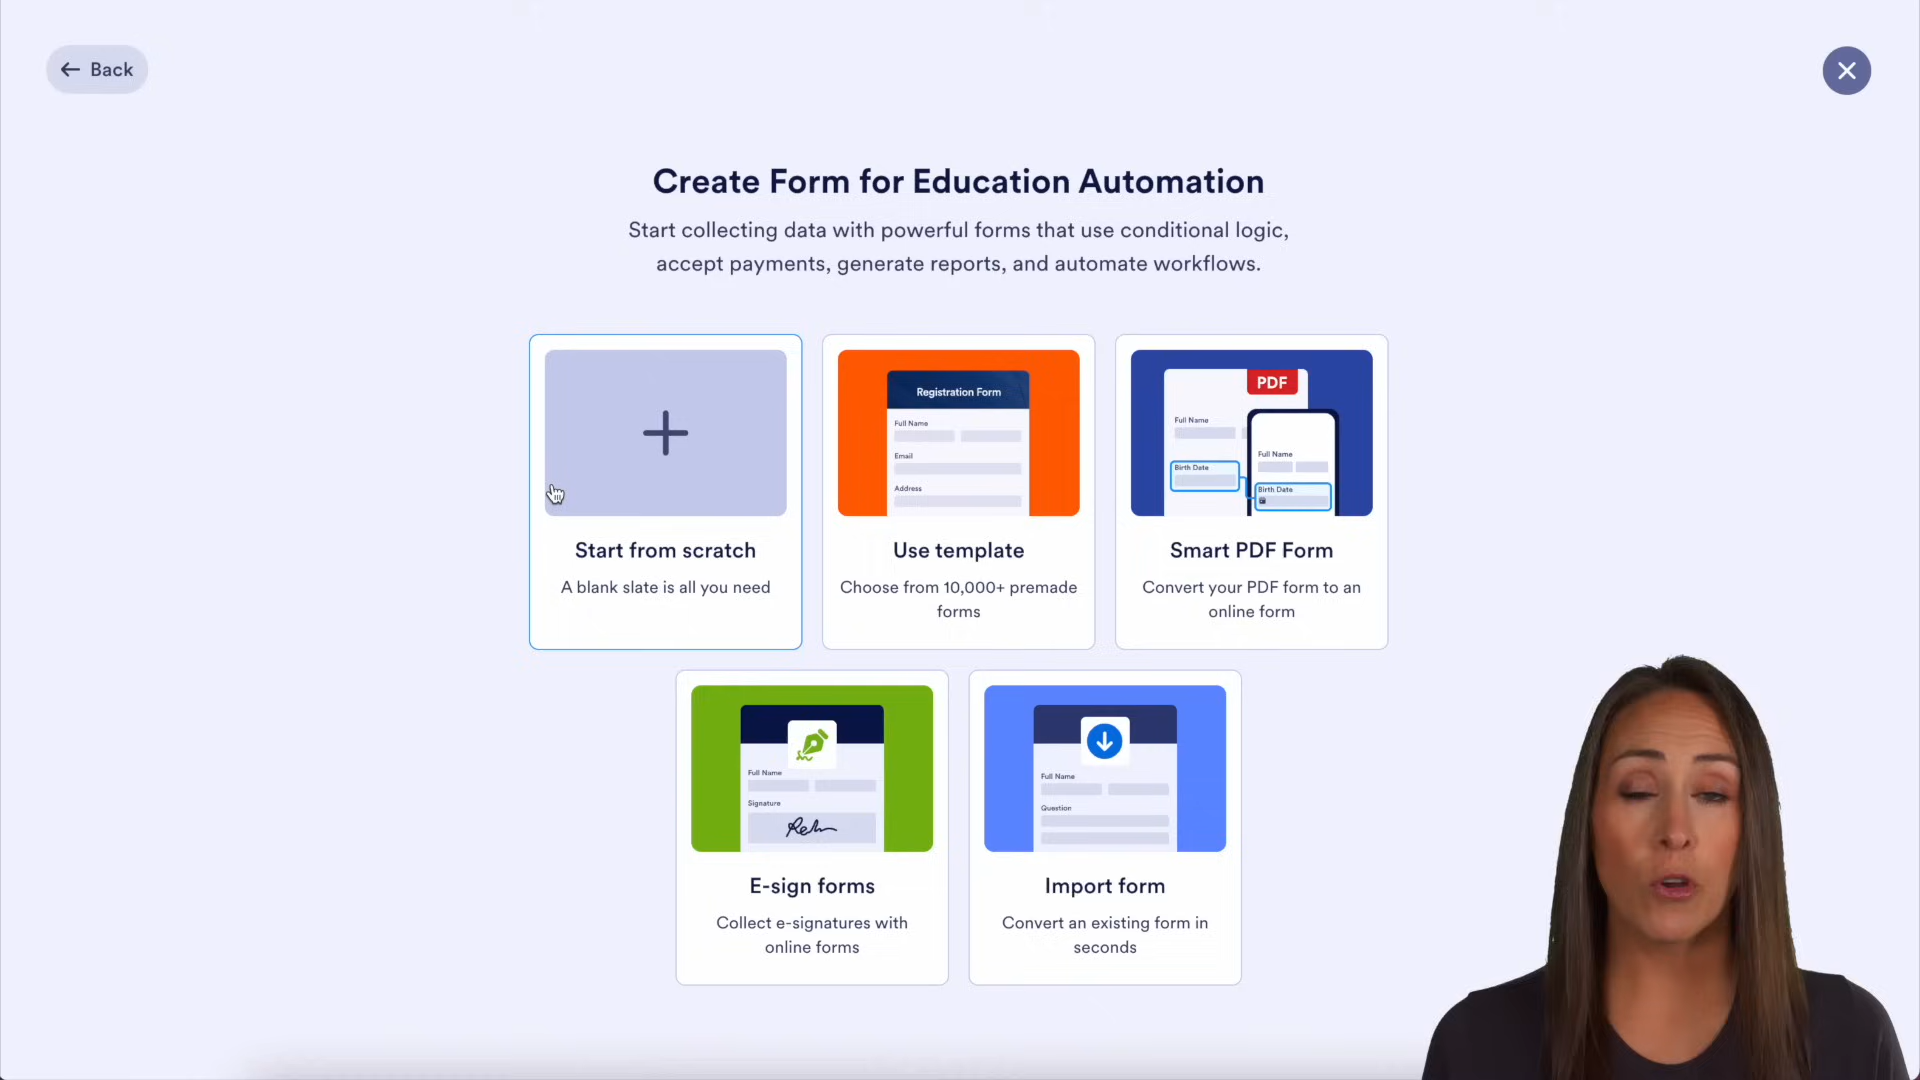 Back
Create Form for Education Automation
Start collecting data with powerful forms that use conditional logic,
accept payments, generate reports, and automate workflows.
Registration Form
Full Name
Email
Address
PDF
Full Name
Birth Date
Full Name
Birth Date
Start from scratch
A blank slate is all you need
Use template
Choose from 10,000+ premade
forms
Smart PDF Form
Convert your PDF form to an
online form
Full Name
Signature
Full Name
Question
E-sign forms
Collect e-signatures with
online forms
Import form
Convert an existing form in
seconds